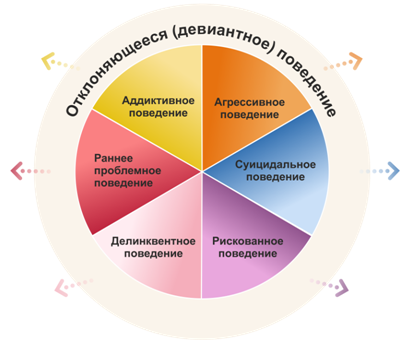 Отклоняющееся (девиантное) поведение
Агрессивное
поведение
Суицидальное
поведение
Рискованное
поведение
Делинквентное
поведение
Раннее
проблемное
поведение
Аддиктивное
поведение